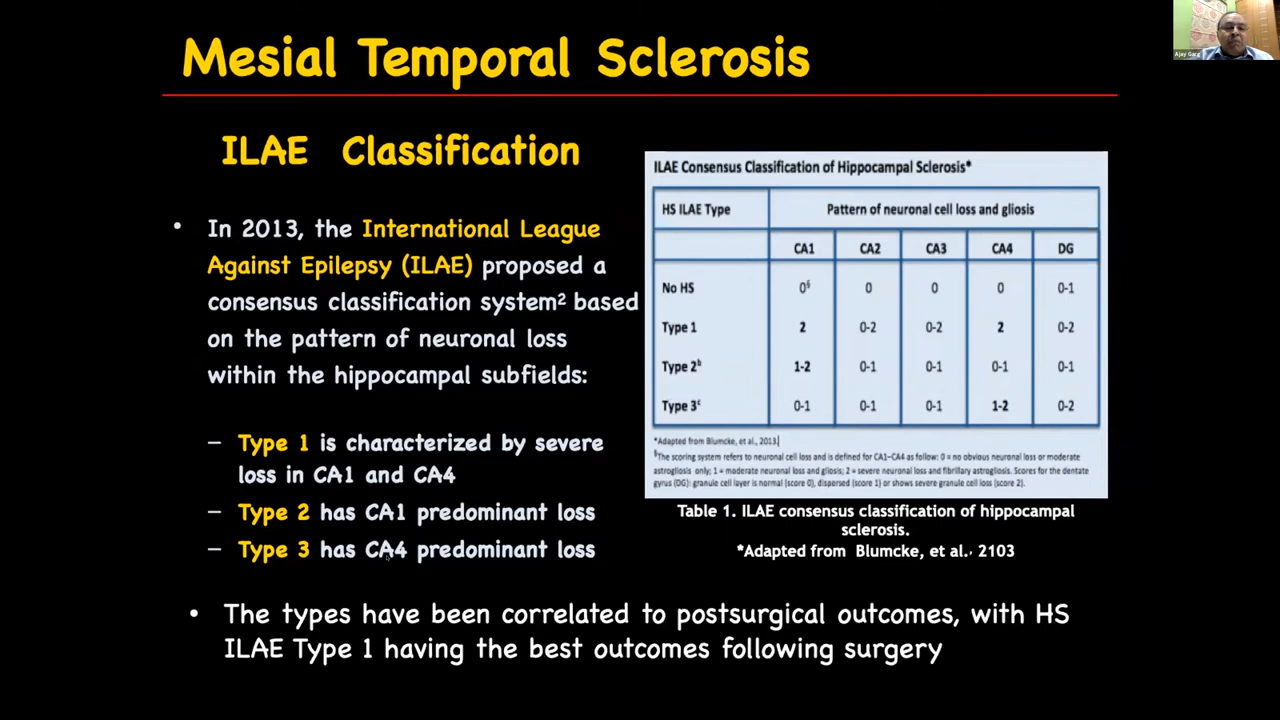 Mesial Temporal Sclerosis
Ajay Garg
ILAE Classification
• In 2013, the International League
Against Epilepsy (ILAE) proposed a
consensus classification system² based
on the pattern of neuronal loss
within the hippocampal subfields:
– Type 1 is characterized by severe
loss in CA1 and CA4
– Type 2 has CA1 predominant loss
– Type 3 has CA4 predominant loss
ILAE Consensus Classification of Hippocampal Sclerosis*
HS ILAE Type Pattern of neuronal cell loss and gliosis
CA1 CA2 CA3 CA4 DG
No HS 0§ 0 0 0 0-1
Type 1 2 0-2 0-2 2 0-2
Type 2ᵇ 1-2 0-1 0-1 0-1 0-1
Type 3ᶜ 0-1 0-1 0-1 1-2 0-2
*Adapted from Blumcke, et al., 2013.
§The scoring system refers to neuronal cell loss and is defined for CA1–CA4 as follow: 0 = no obvious neuronal loss or moderate
astrogliosis only; 1 = moderate neuronal loss and gliosis; 2 = severe neuronal loss and fibrillary astrogliosis. Scores for the dentate
gyrus (DG): granule cell layer is normal (score 0), dispersed (score 1) or shows severe granule cell loss (score 2).
Table 1. ILAE consensus classification of hippocampal
sclerosis.
*Adapted from Blumcke, et al. 2103
• The types have been correlated to postsurgical outcomes, with HS
ILAE Type 1 having the best outcomes following surgery